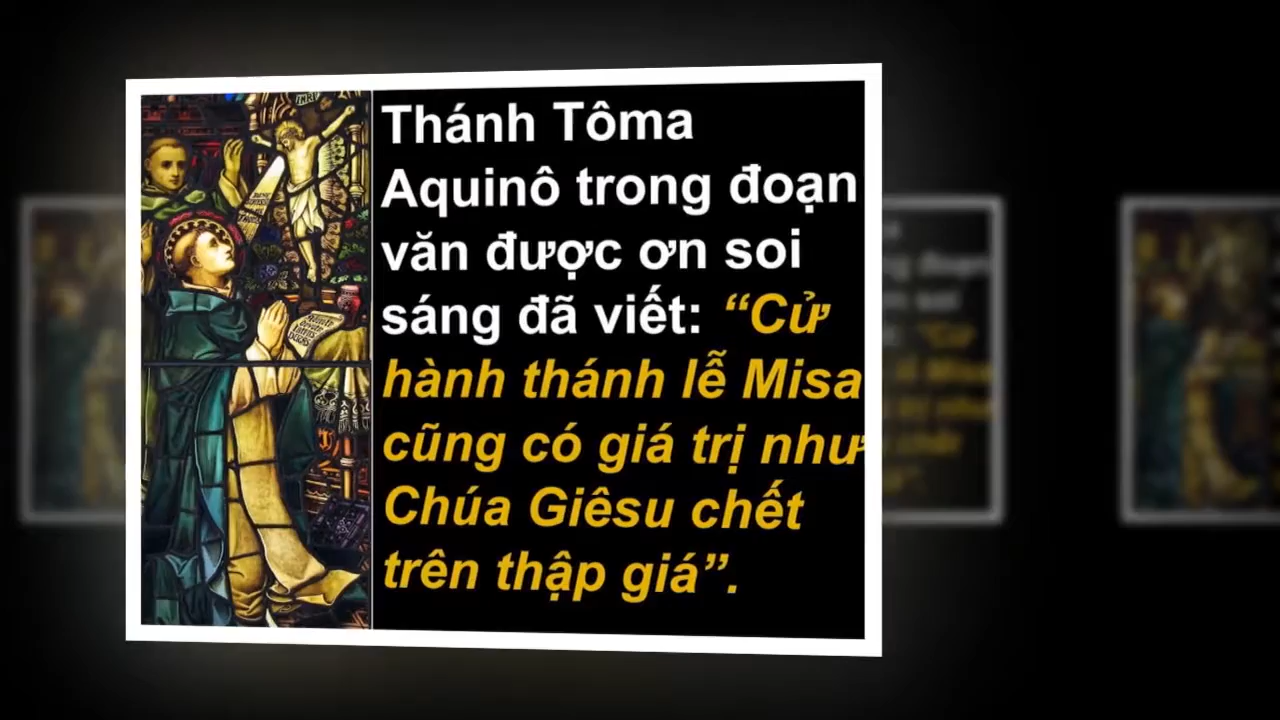 Thánh Tôma
Aquinô trong đoạn
văn được ơn soi
sáng đã viết: “Cử
hành thánh lễ Misa
cũng có giá trị như
Chúa Giêsu chết
trên thập giá”.
INRI